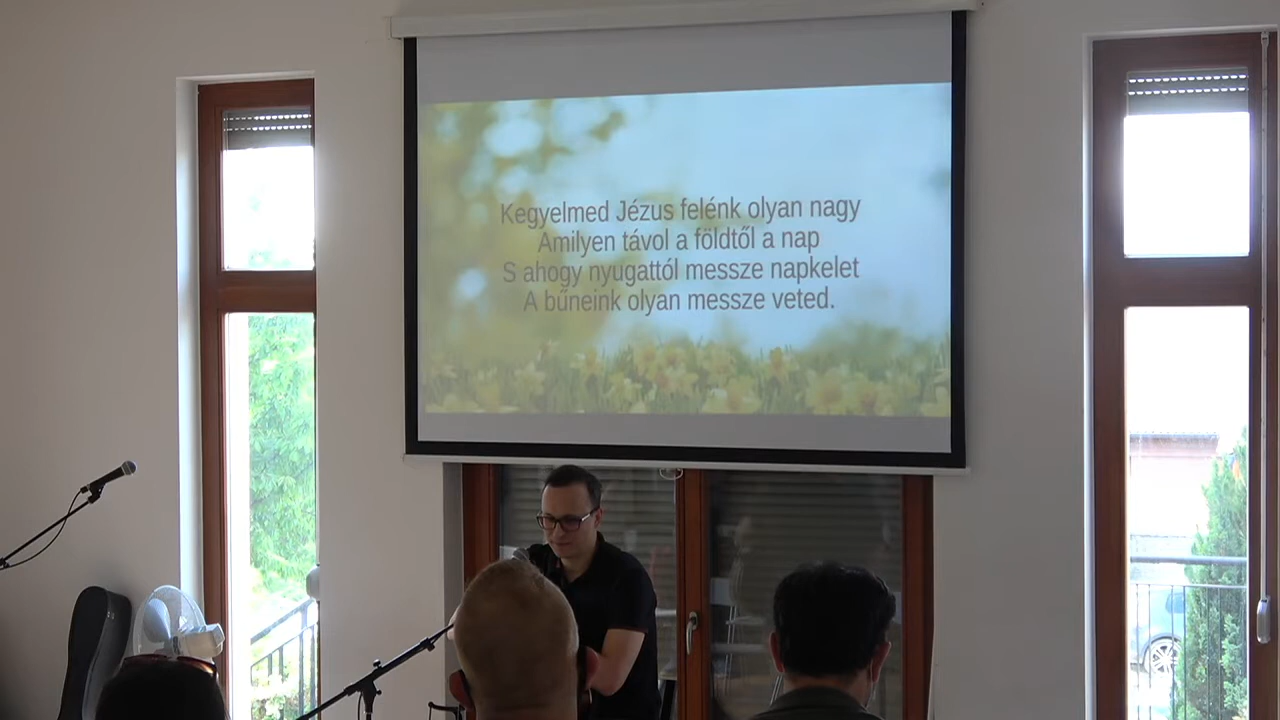 Kegyelmed Jézus felénk olyan nagy
Amilyen távol a földtől a nap
S ahogy nyugattól messze napkelet
A bűneink olyan messze veted.